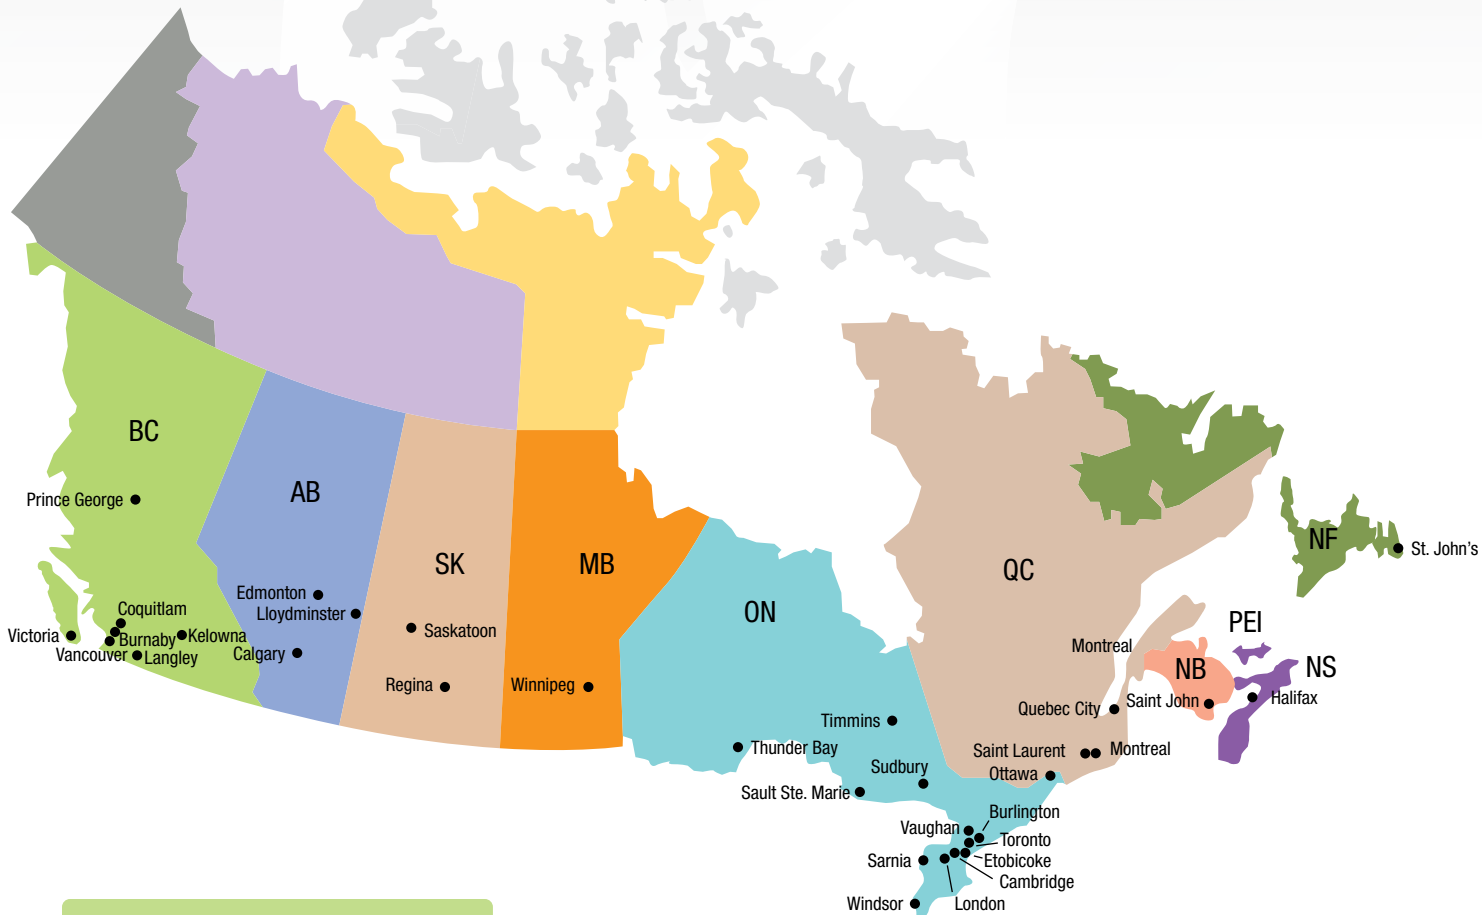 BC
Prince George
AB
SK
MB
ON
QC
NF
St. John's
PEI
NB
NS
Edmonton
Lloydminster
Coquitlam
Victoria
Burnaby
Kelowna
Vancouver
Langley
Calgary
Saskatoon
Regina
Winnipeg
Montreal
Quebec City
Saint John
Halifax
Timmins
Thunder Bay
Saint Laurent
Montreal
Sudbury
Ottawa
Sault Ste. Marie
Burlington
Vaughan
Toronto
Sarnia
Etobicoke
Cambridge
Windsor
London